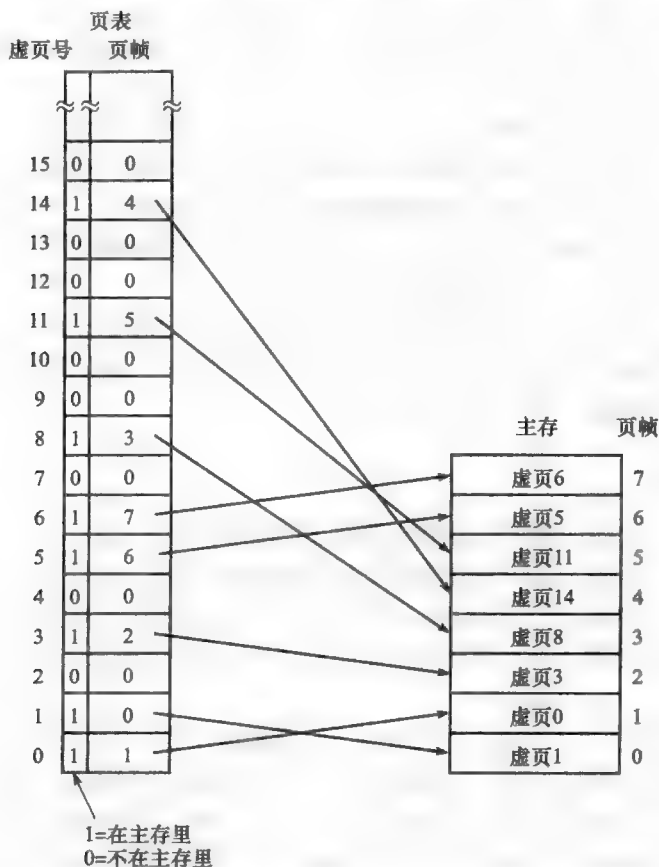 页表
虚页号 页帧
15 0 0
14 1 4
13 0 0
12 0 0
11 1 5
10 0 0
9 0 0
8 1 3
7 0 0
6 1 7
5 1 6
4 0 0
3 1 2
2 0 0
1 1 0
0 1 1
1=在主存里
0=不在主存里
主存 页帧
虚页6 7
虚页5 6
虚页11 5
虚页14 4
虚页8 3
虚页3 2
虚页0 1
虚页1 0